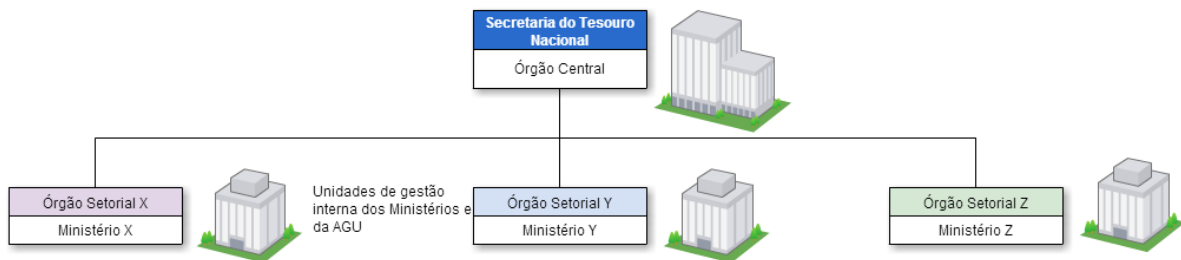 Secretaria do Tesouro
Nacional
Órgão Central
Órgão Setorial X
Ministério X
Unidades de gestão
interna dos Ministérios e
da AGU
Órgão Setorial Y
Ministério Y
Órgão Setorial Z
Ministério Z